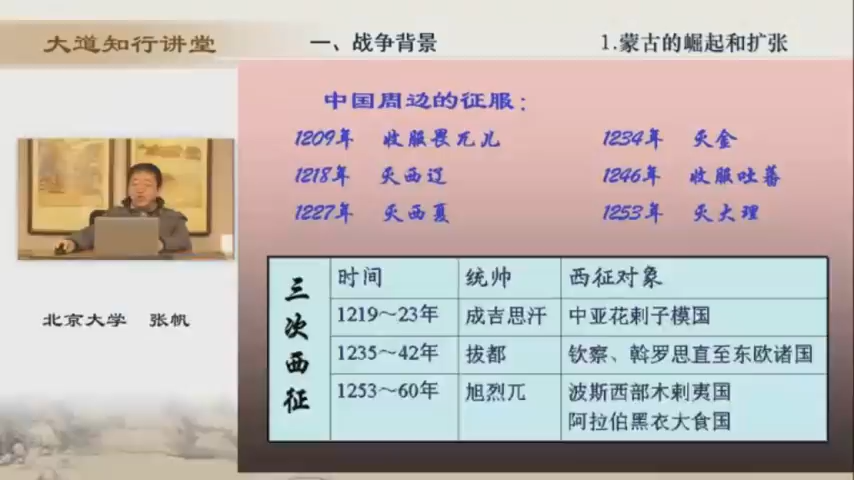 大道知行讲堂
一、战争背景
1.蒙古的崛起和扩张
中国周边的征服：
1209年 收服畏兀儿
1234年 灭金
1218年 灭西辽
1246年 收服吐蕃
1227年 灭西夏
1253年 灭大理
北京大学 张帆
三次西征
时间 统帅 西征对象
1219～23年 成吉思汗 中亚花剌子模国
1235～42年 拔都 钦察、斡罗思直至东欧诸国
1253～60年 旭烈兀 波斯西部木剌夷国
阿拉伯黑衣大食国